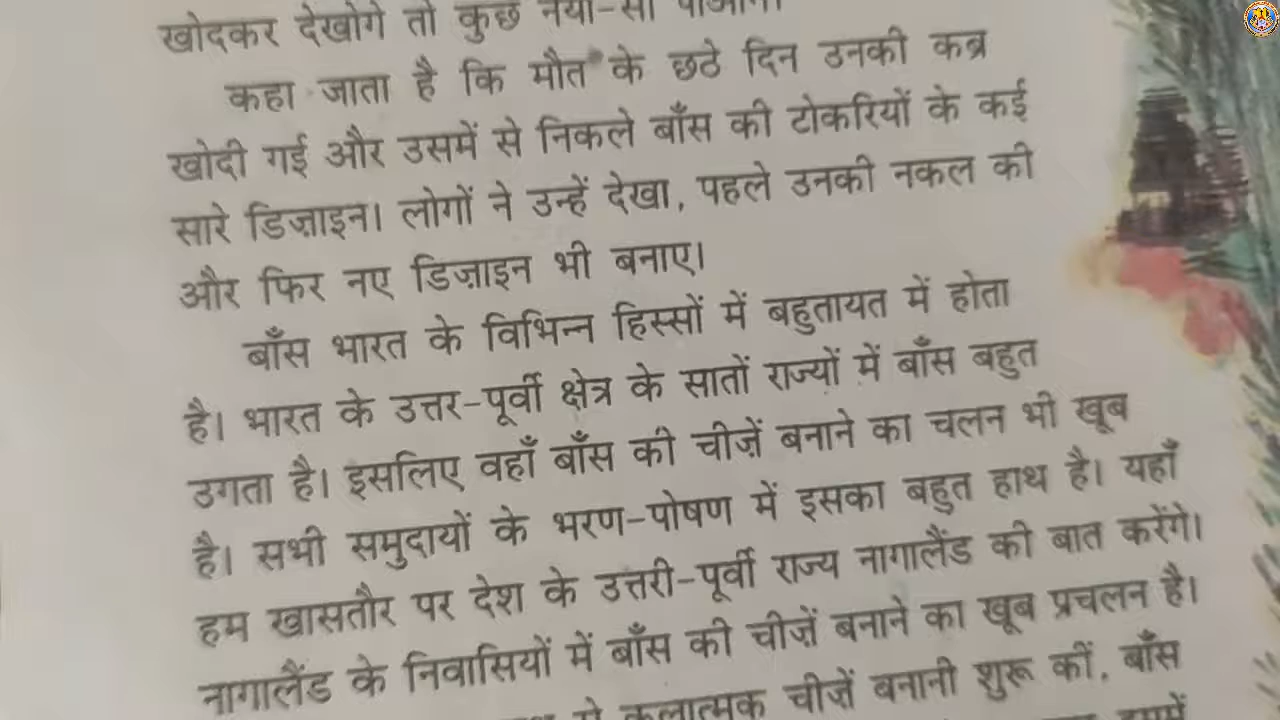 खोदकर देखोगे तो कुछ नया-सा पाओगे।
कहा जाता है कि मौत के छठे दिन उनकी कब्र
खोदी गई और उसमें से निकले बाँस की टोकरियों के कई
सारे डिज़ाइन। लोगों ने उन्हें देखा, पहले उनकी नकल की
और फिर नए डिज़ाइन भी बनाए।
बाँस भारत के विभिन्न हिस्सों में बहुतायत में होता
है। भारत के उत्तर-पूर्वी क्षेत्र के सातों राज्यों में बाँस बहुत
उगता है। इसलिए वहाँ बाँस की चीज़ें बनाने का चलन भी खूब
है। सभी समुदायों के भरण-पोषण में इसका बहुत हाथ है। यहाँ
हम खासतौर पर देश के उत्तरी-पूर्वी राज्य नागालैंड की बात करेंगे।
नागालैंड के निवासियों में बाँस की चीज़ें बनाने का खूब प्रचलन है।
कलात्मक चीज़ें बनानी शुरू कीं, बाँस